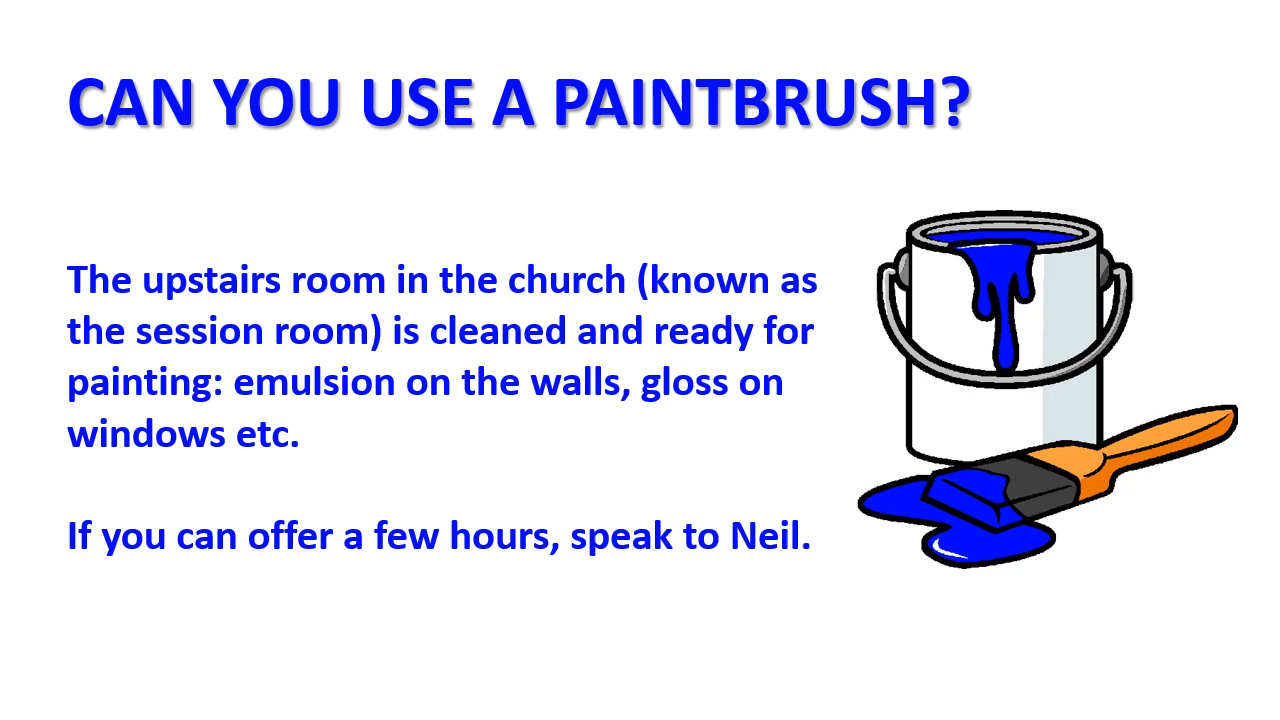 CAN YOU USE A PAINTBRUSH?
The upstairs room in the church (known as
the session room) is cleaned and ready for
painting: emulsion on the walls, gloss on
windows etc.
If you can offer a few hours, speak to Neil.